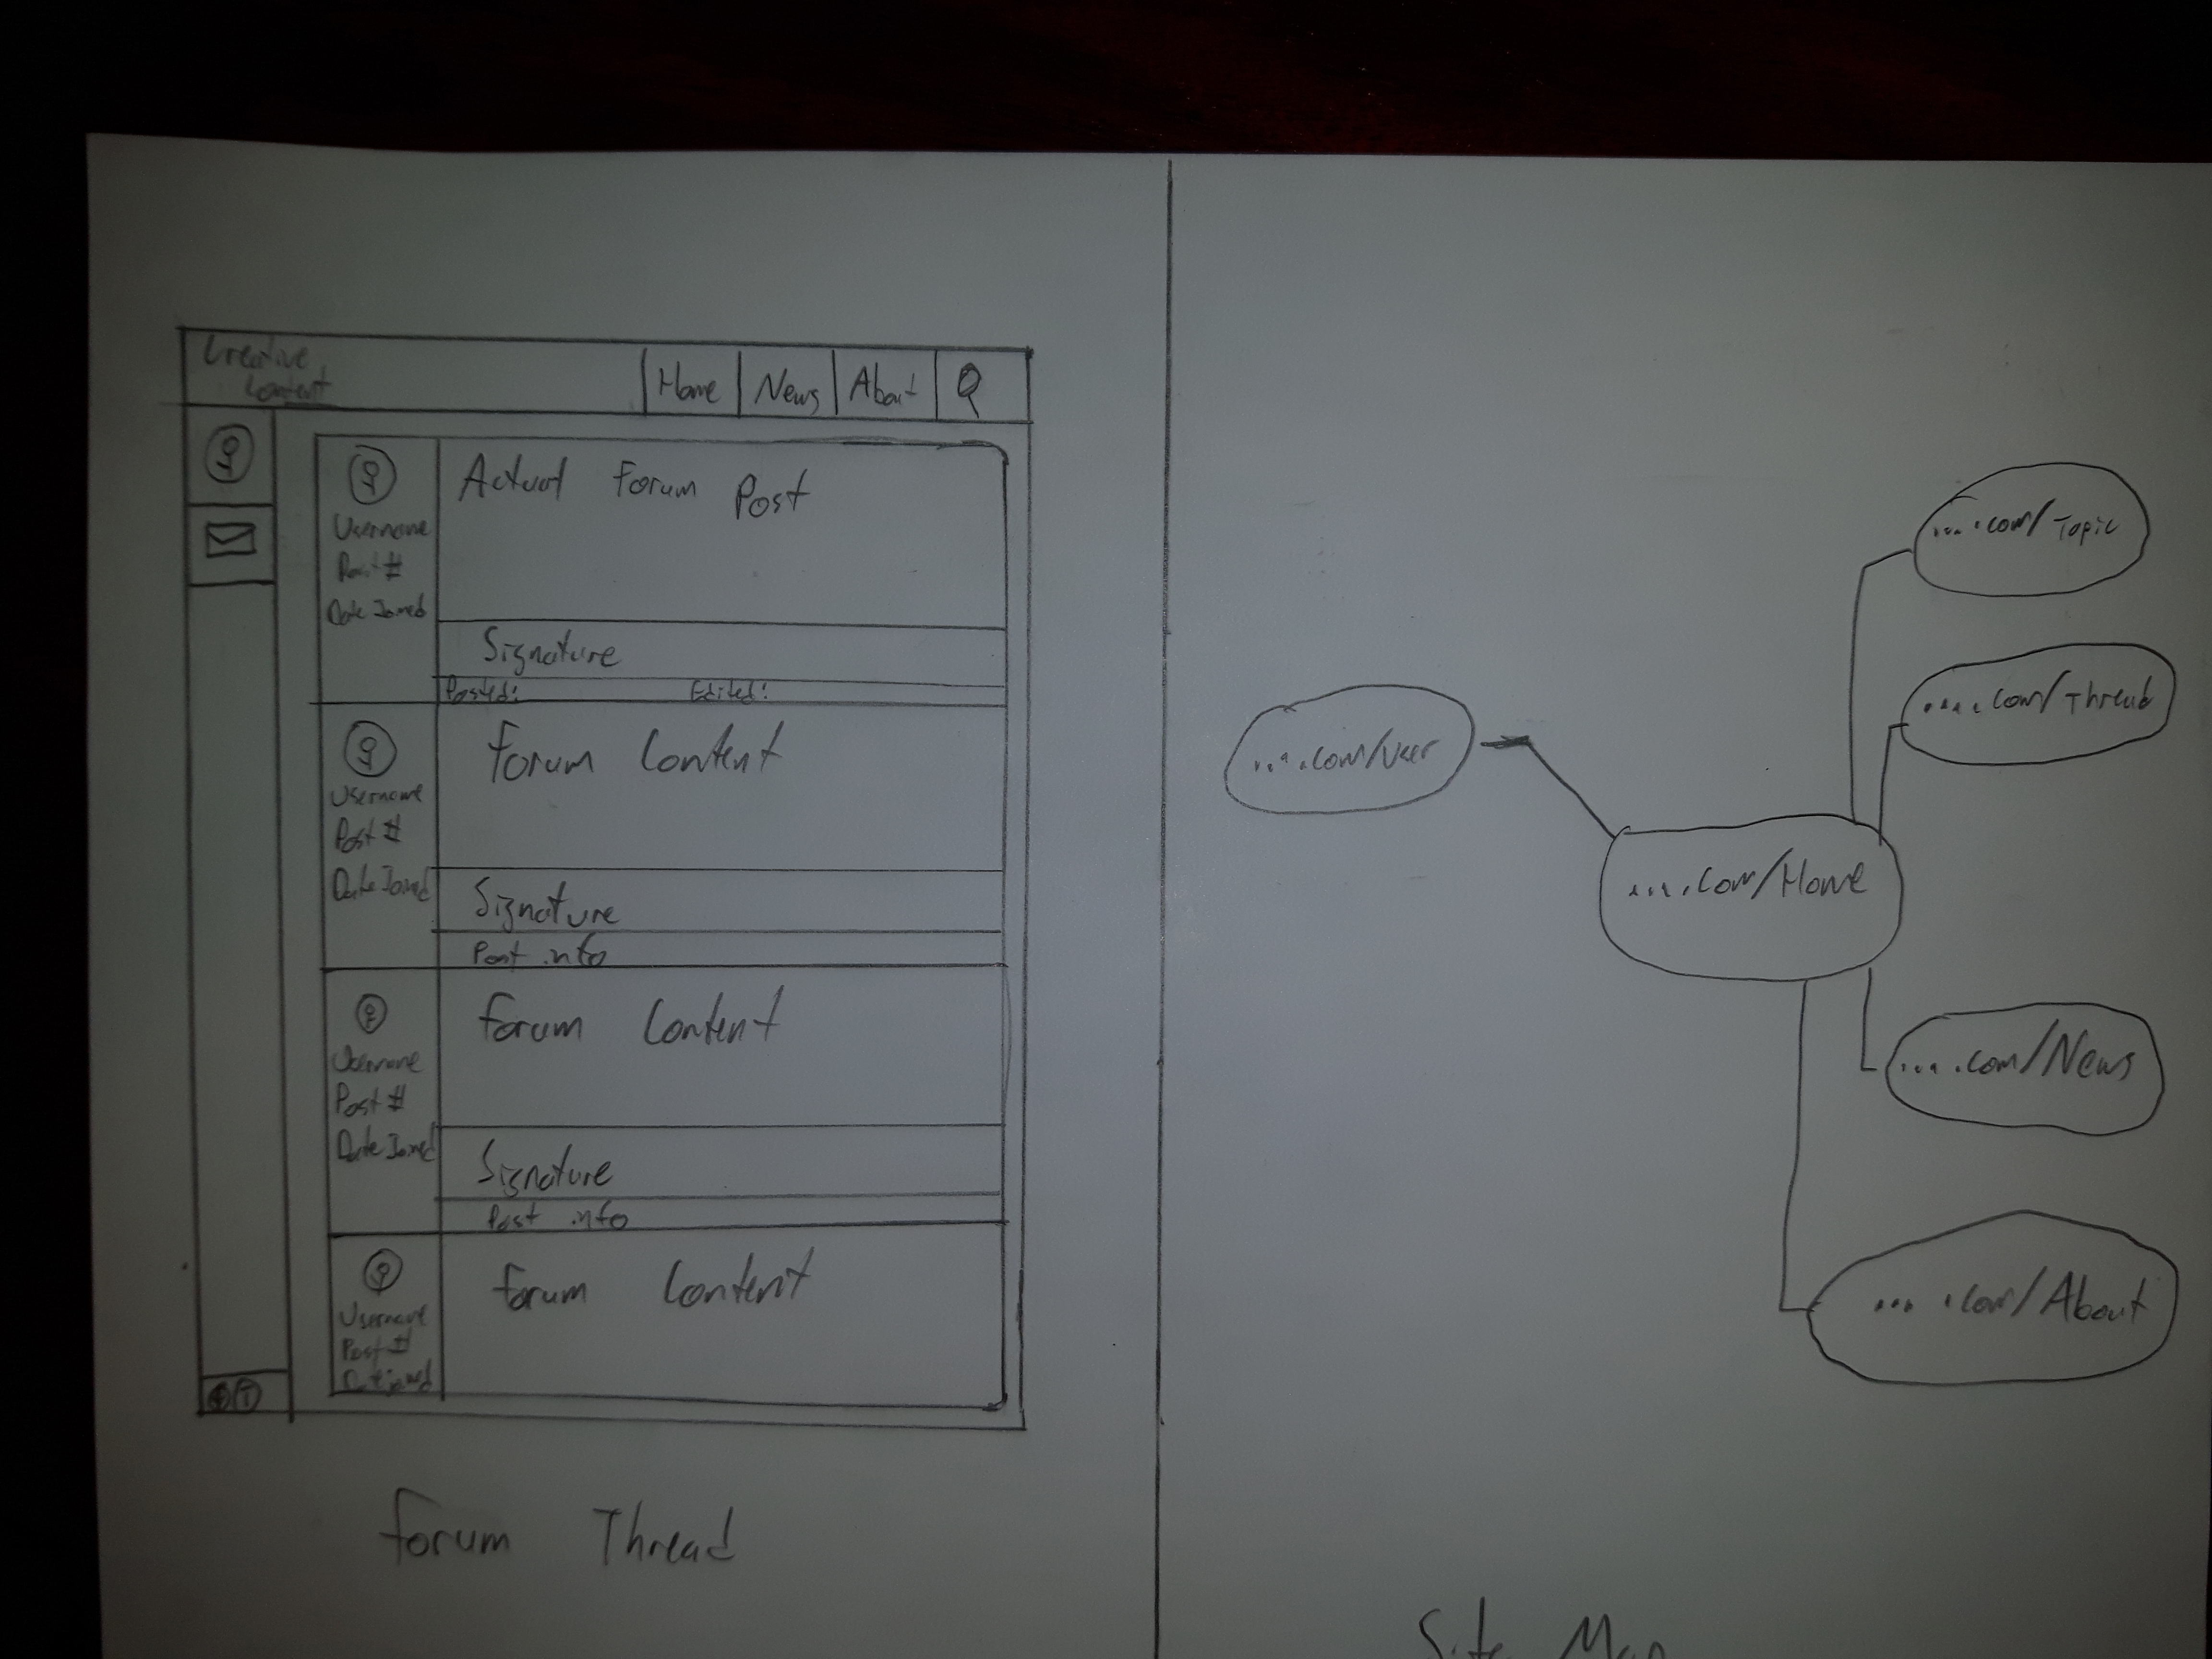 Creative
Content
Home
News
About
Actual Forum Post
Username
Post #
Date Joined
Signature
Posted: Edited:
Forum Content
Username
Post #
Date Joined
Signature
Post info
Forum Content
Username
Post #
Date Joined
Signature
Post info
Forum Content
Username
Post #
Date Joined
Forum Thread
....com/Topic
....com/Thread
....com/User
....com/Home
....com/News
....com/About
Site Map